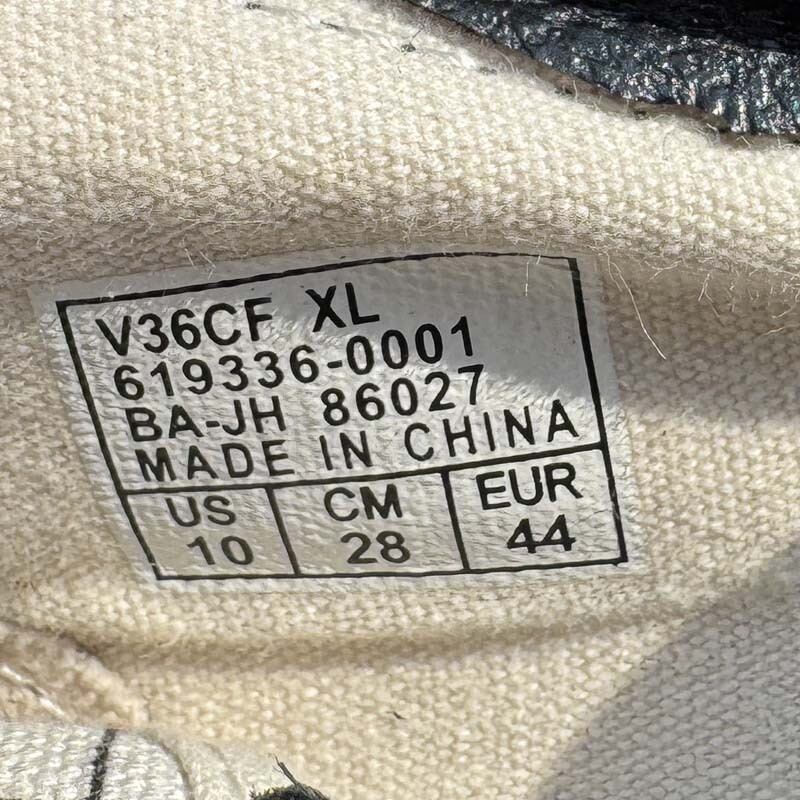 V36CF XL
619336-0001
BA-JH 86027
MADE IN CHINA
US CM EUR
10 28 44